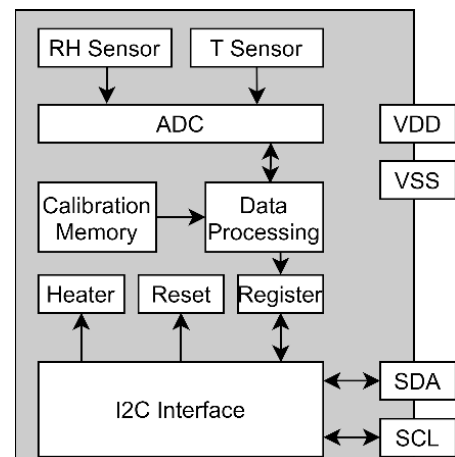 RH Sensor
T Sensor
ADC
VDD
VSS
Calibration
Memory
Data
Processing
Heater
Reset
Register
I2C Interface
SDA
SCL